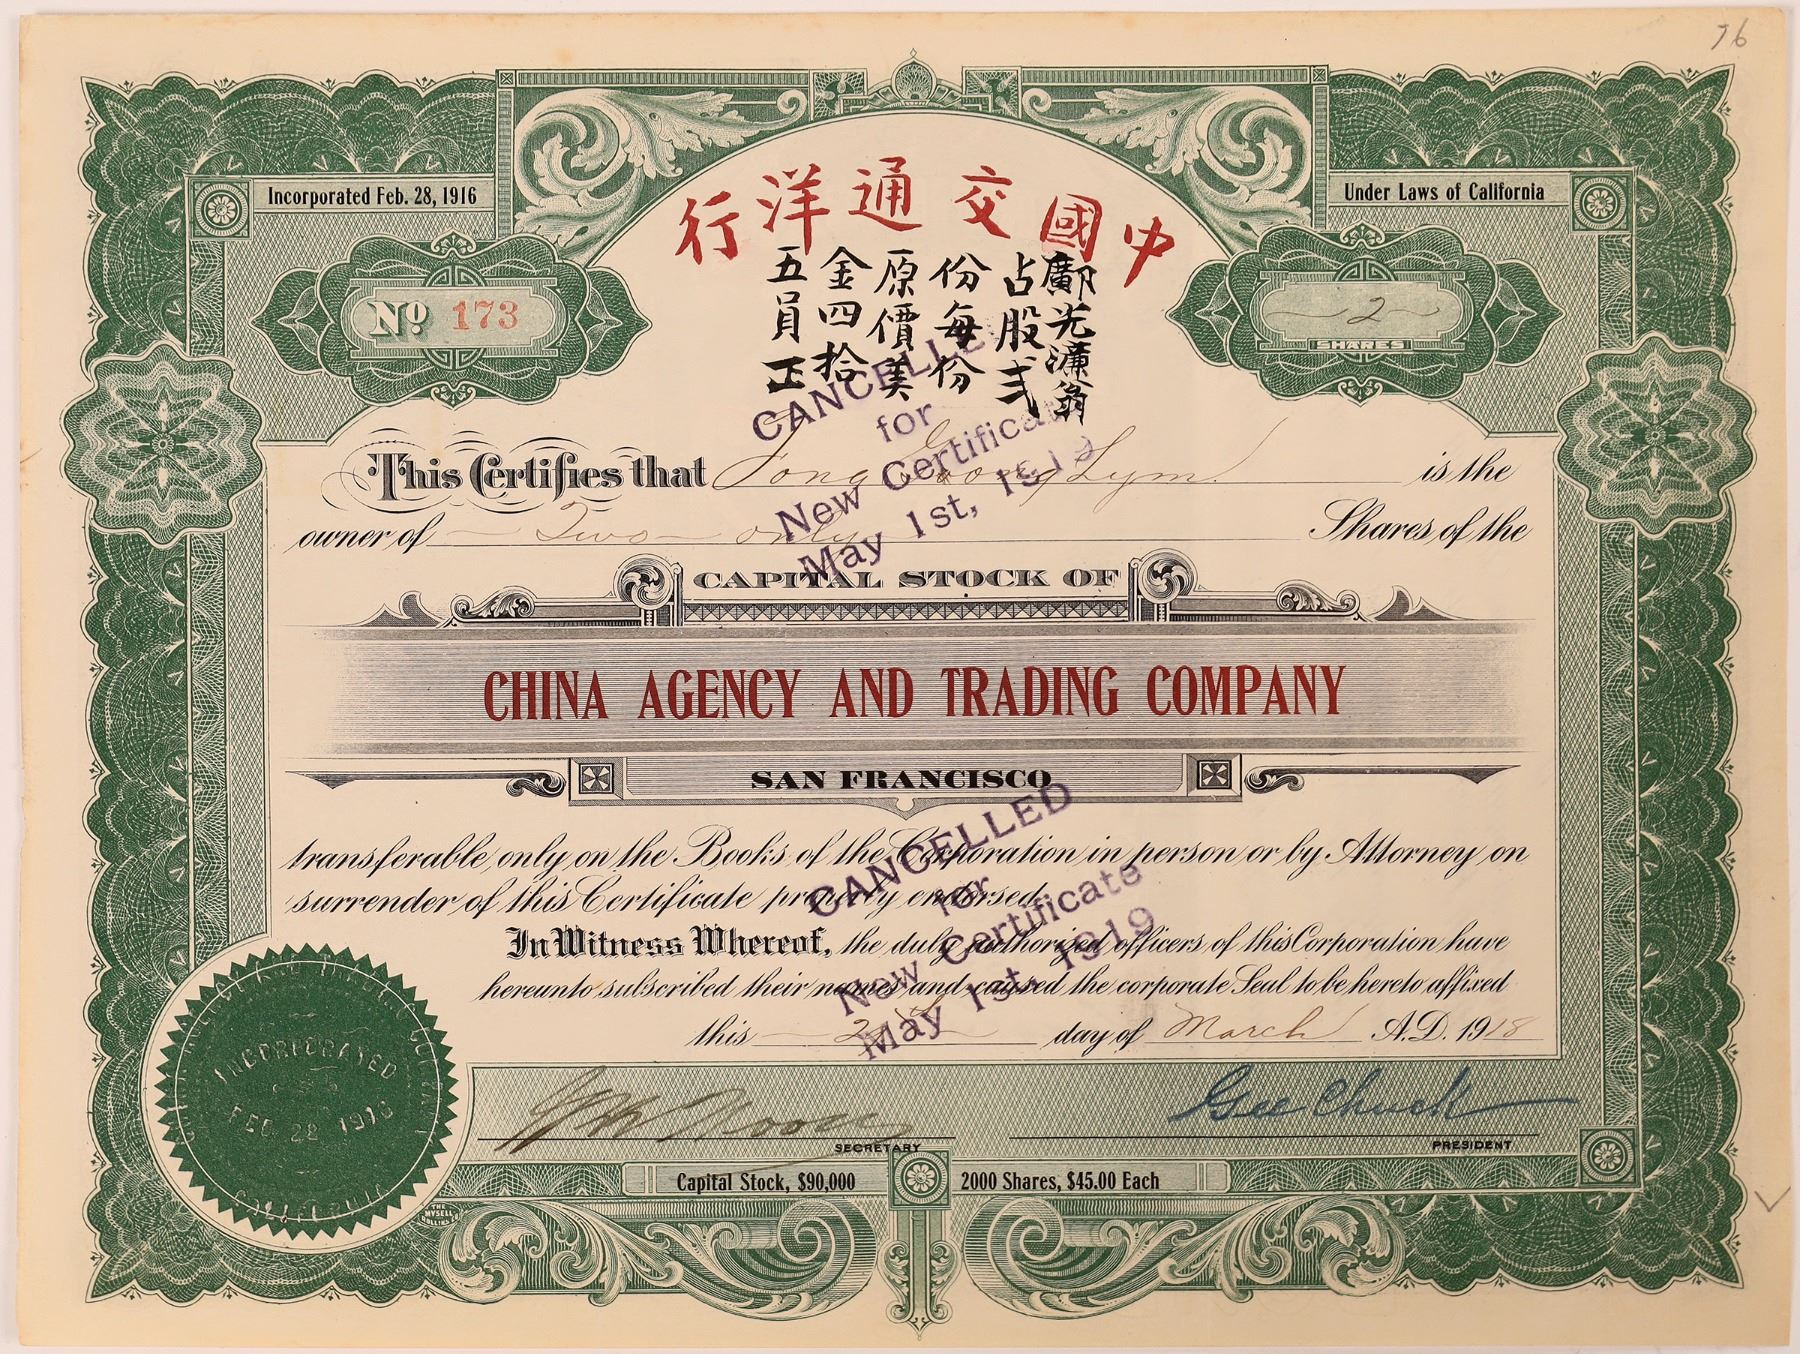 76
Incorporated Feb. 28, 1916
Under Laws of California
中國交通洋行
鄺光濂翁
占股弍
份每份
原價美
金四拾
五員正
No. 173
2
SHARES
This Certifies that Fong Goong Lym is the
owner of Two only Shares of the
CAPITAL STOCK OF
CHINA AGENCY AND TRADING COMPANY
SAN FRANCISCO
transferable only on the Books of the Corporation in person or by Attorney on
surrender of this Certificate properly endorsed.
In Witness Whereof, the duly authorized officers of this Corporation have
hereunto subscribed their names and caused the corporate Seal to be hereto affixed
this day of March A.D. 1918
CANCELLED
for
New Certificate
May 1st, 1919
CANCELLED
for
New Certificate
May 1st, 1919
Gee Chuck
SECRETARY
PRESIDENT
Capital Stock, $90,000
2000 Shares, $45.00 Each
INCORPORATED
FEB. 28 1916
CALIFORNIA